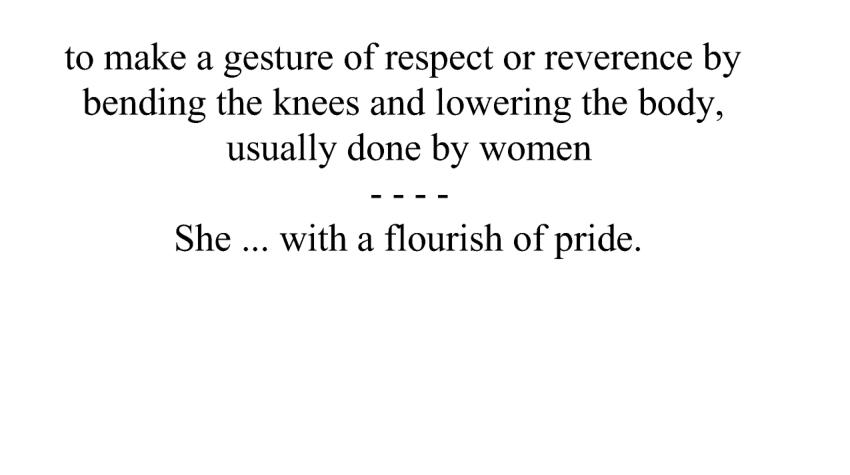 to make a gesture of respect or reverence by
bending the knees and lowering the body,
usually done by women
- - - -
She ... with a flourish of pride.